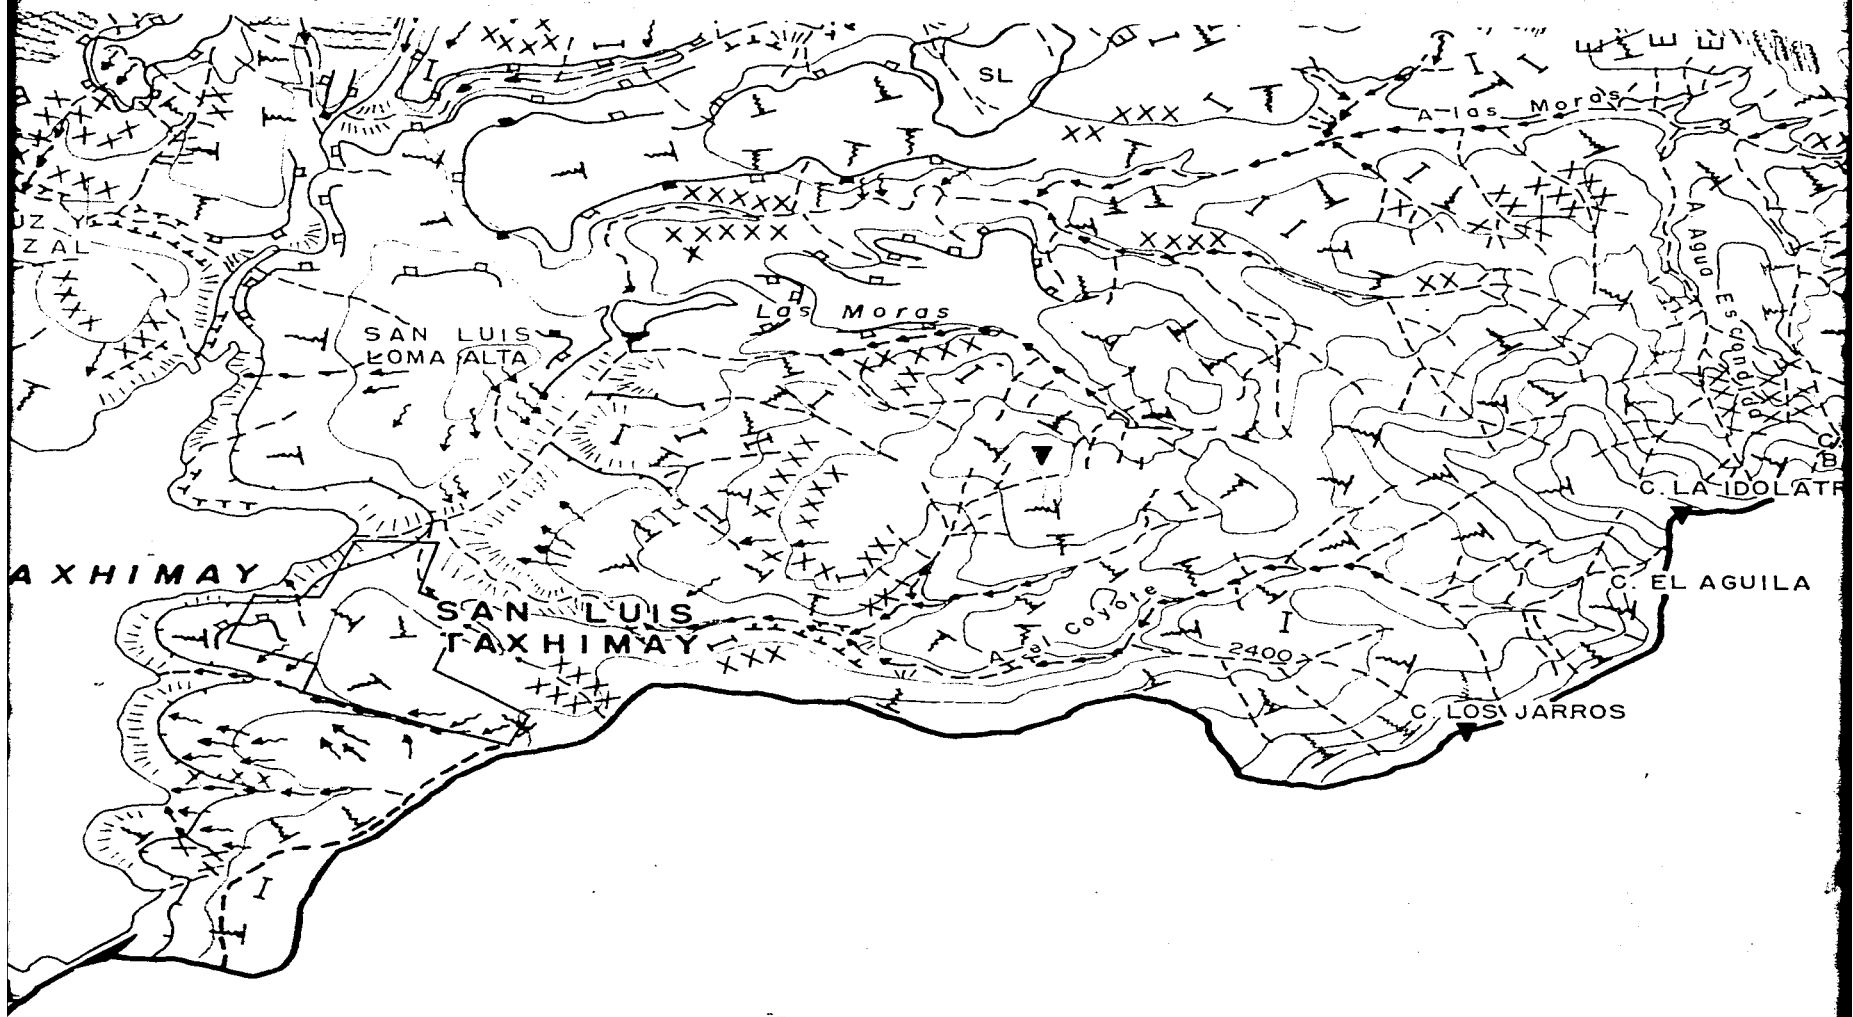 SL
A las Moras
UZ Y
ZAL
A Agua Escondida
Las Moras
SAN LUIS
LOMA ALTA
C.
B
C. LA IDOLATR
AXHIMAY
C. EL AGUILA
SAN LUIS
TAXHIMAY
A el Coyote
2400
C LOS JARROS